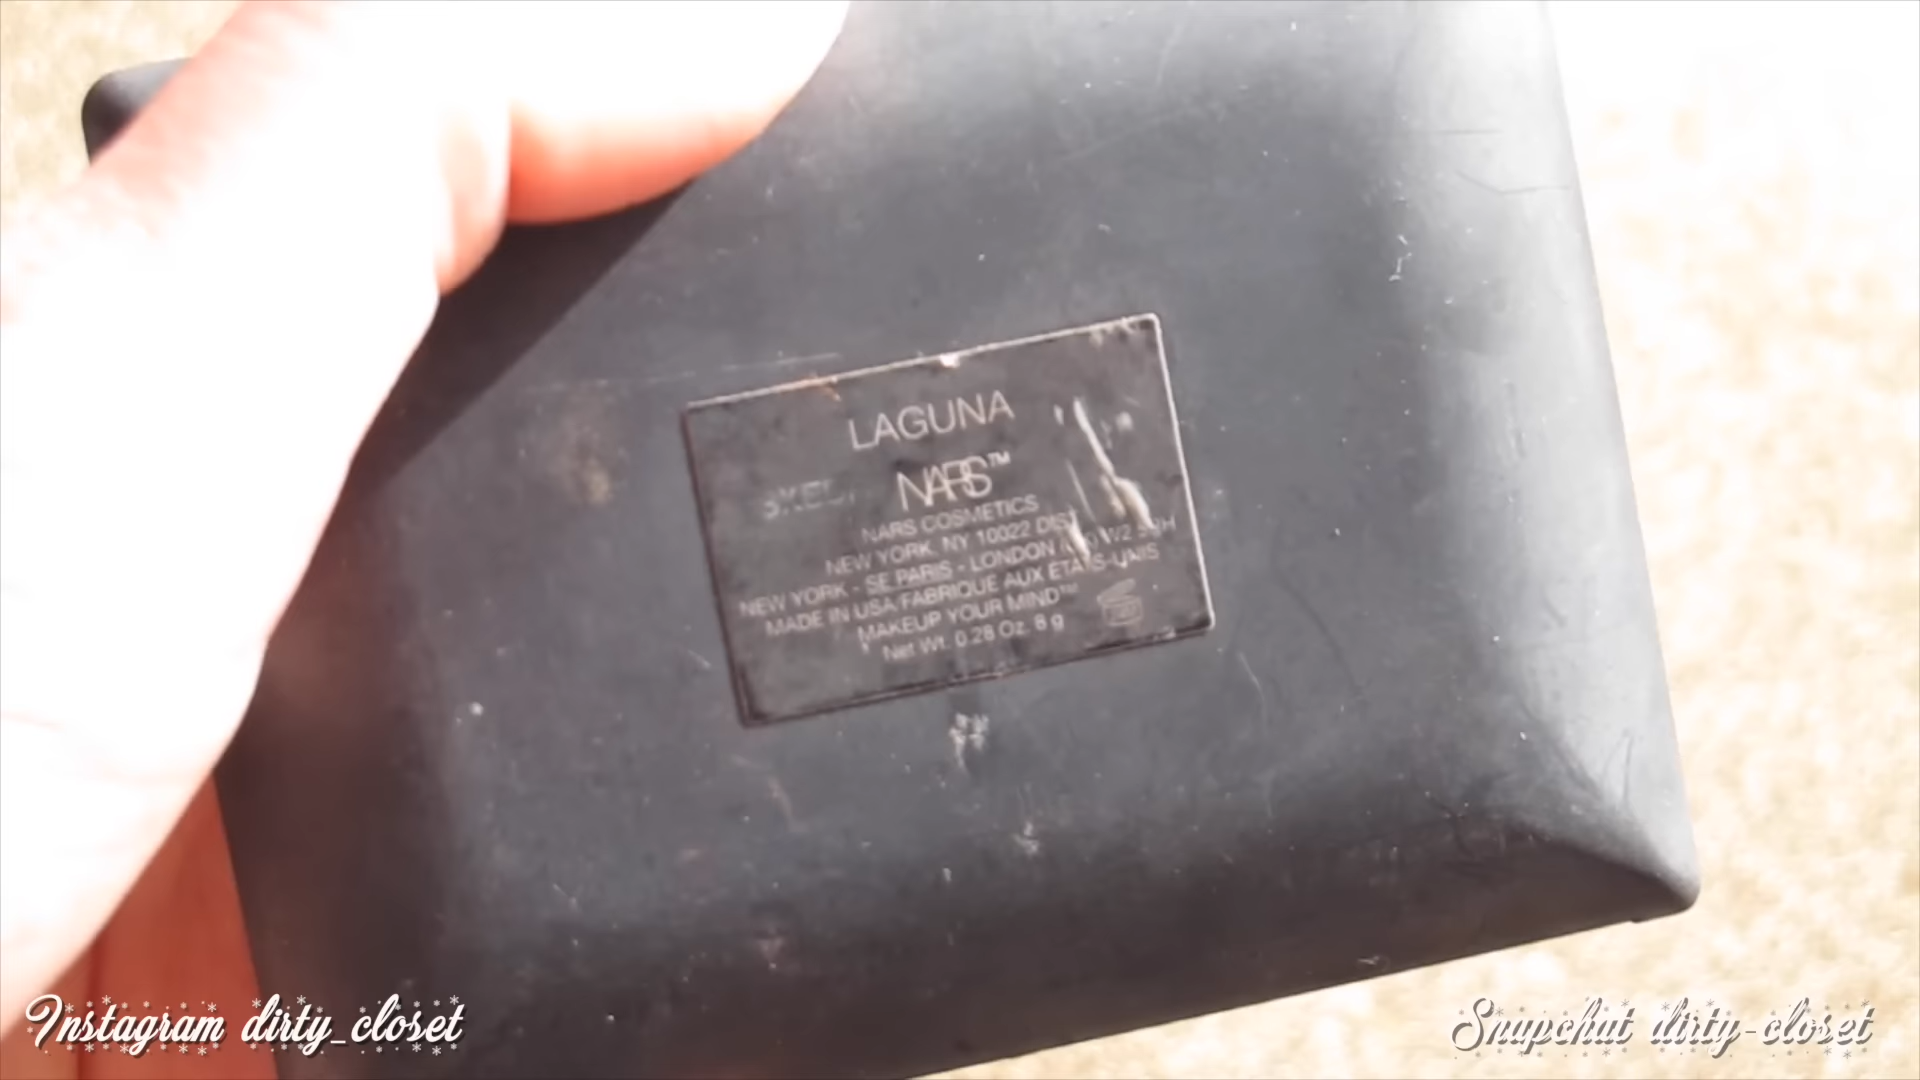 LAGUNA
NARS™
NARS COSMETICS
NEW YORK, NY 10022 DIST
NEW YORK - SE PARIS - LONDON W2
MADE IN USA/FABRIQUE AUX ETATS-UNIS
MAKEUP YOUR MIND™
Net Wt. 0.28 Oz. 8 g
Instagram dirty_closet
Snapchat dirty-closet